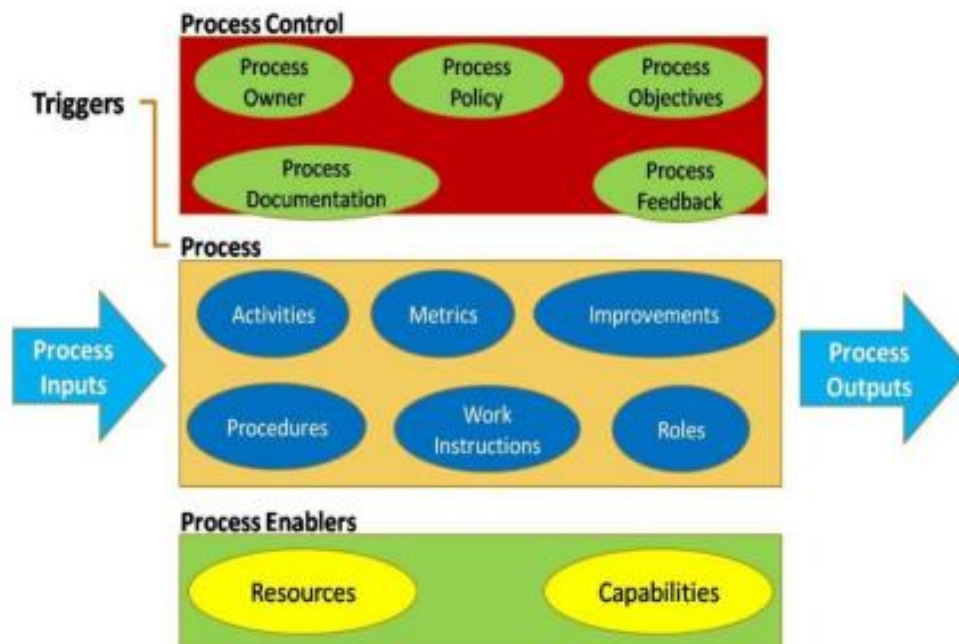 Process Control
Process
Owner
Process
Policy
Process
Objectives
Triggers
Process
Documentation
Process
Feedback
Process
Activities
Metrics
Improvements
Process
Inputs
Process
Outputs
Procedures
Work
Instructions
Roles
Process Enablers
Resources
Capabilities